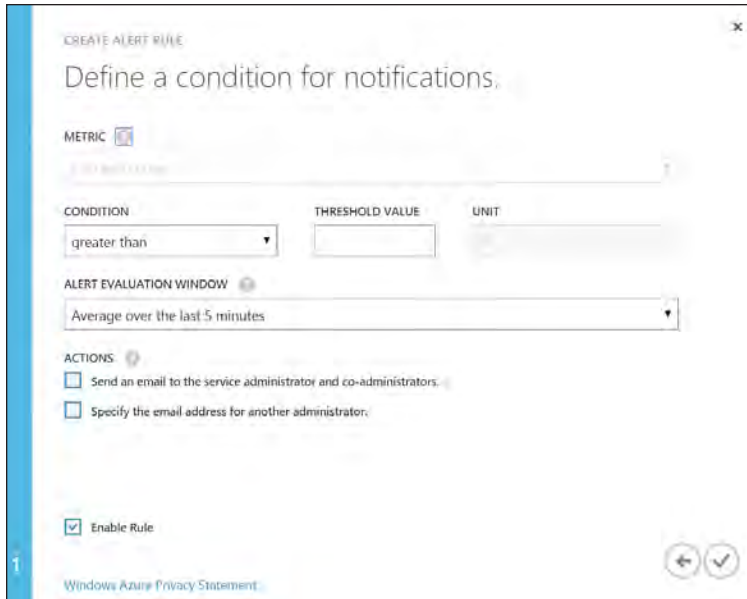 CREATE ALERT RULE
Define a condition for notifications.
METRIC
CONDITION THRESHOLD VALUE UNIT
greater than
ALERT EVALUATION WINDOW
Average over the last 5 minutes
ACTIONS
Send an email to the service administrator and co-administrators.
Specify the email address for another administrator.
Enable Rule
1
Windows Azure Privacy Statement